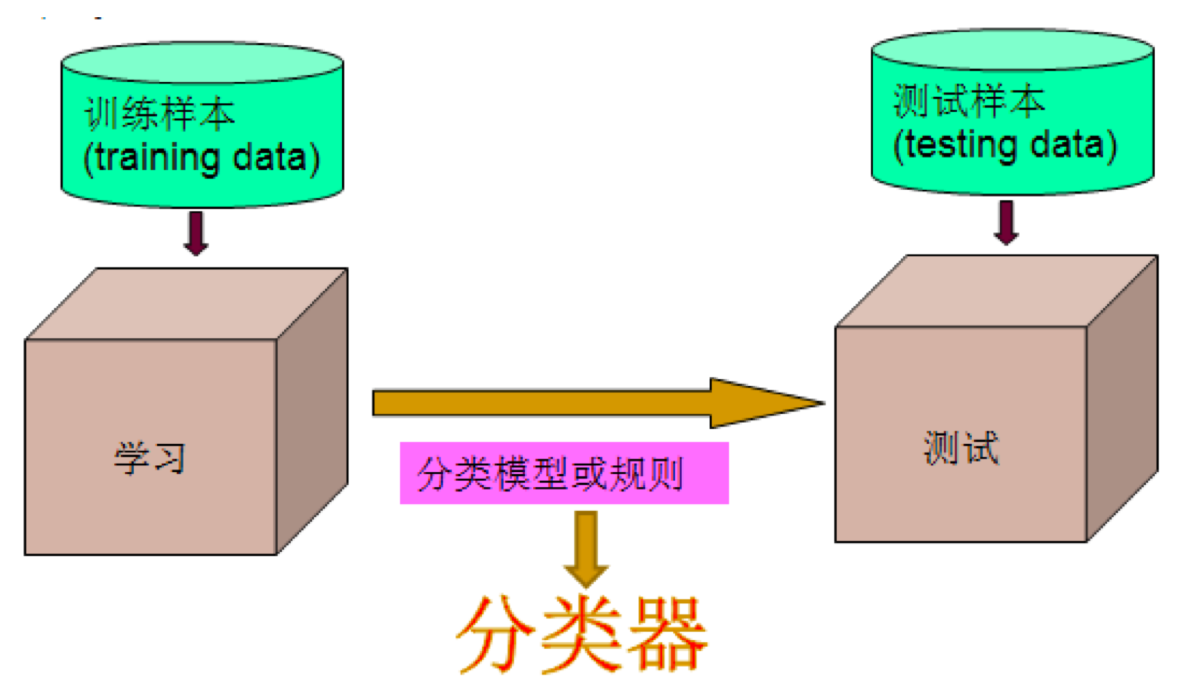 训练样本
(training data)
测试样本
(testing data)
学习
测试
分类模型或规则
分类器